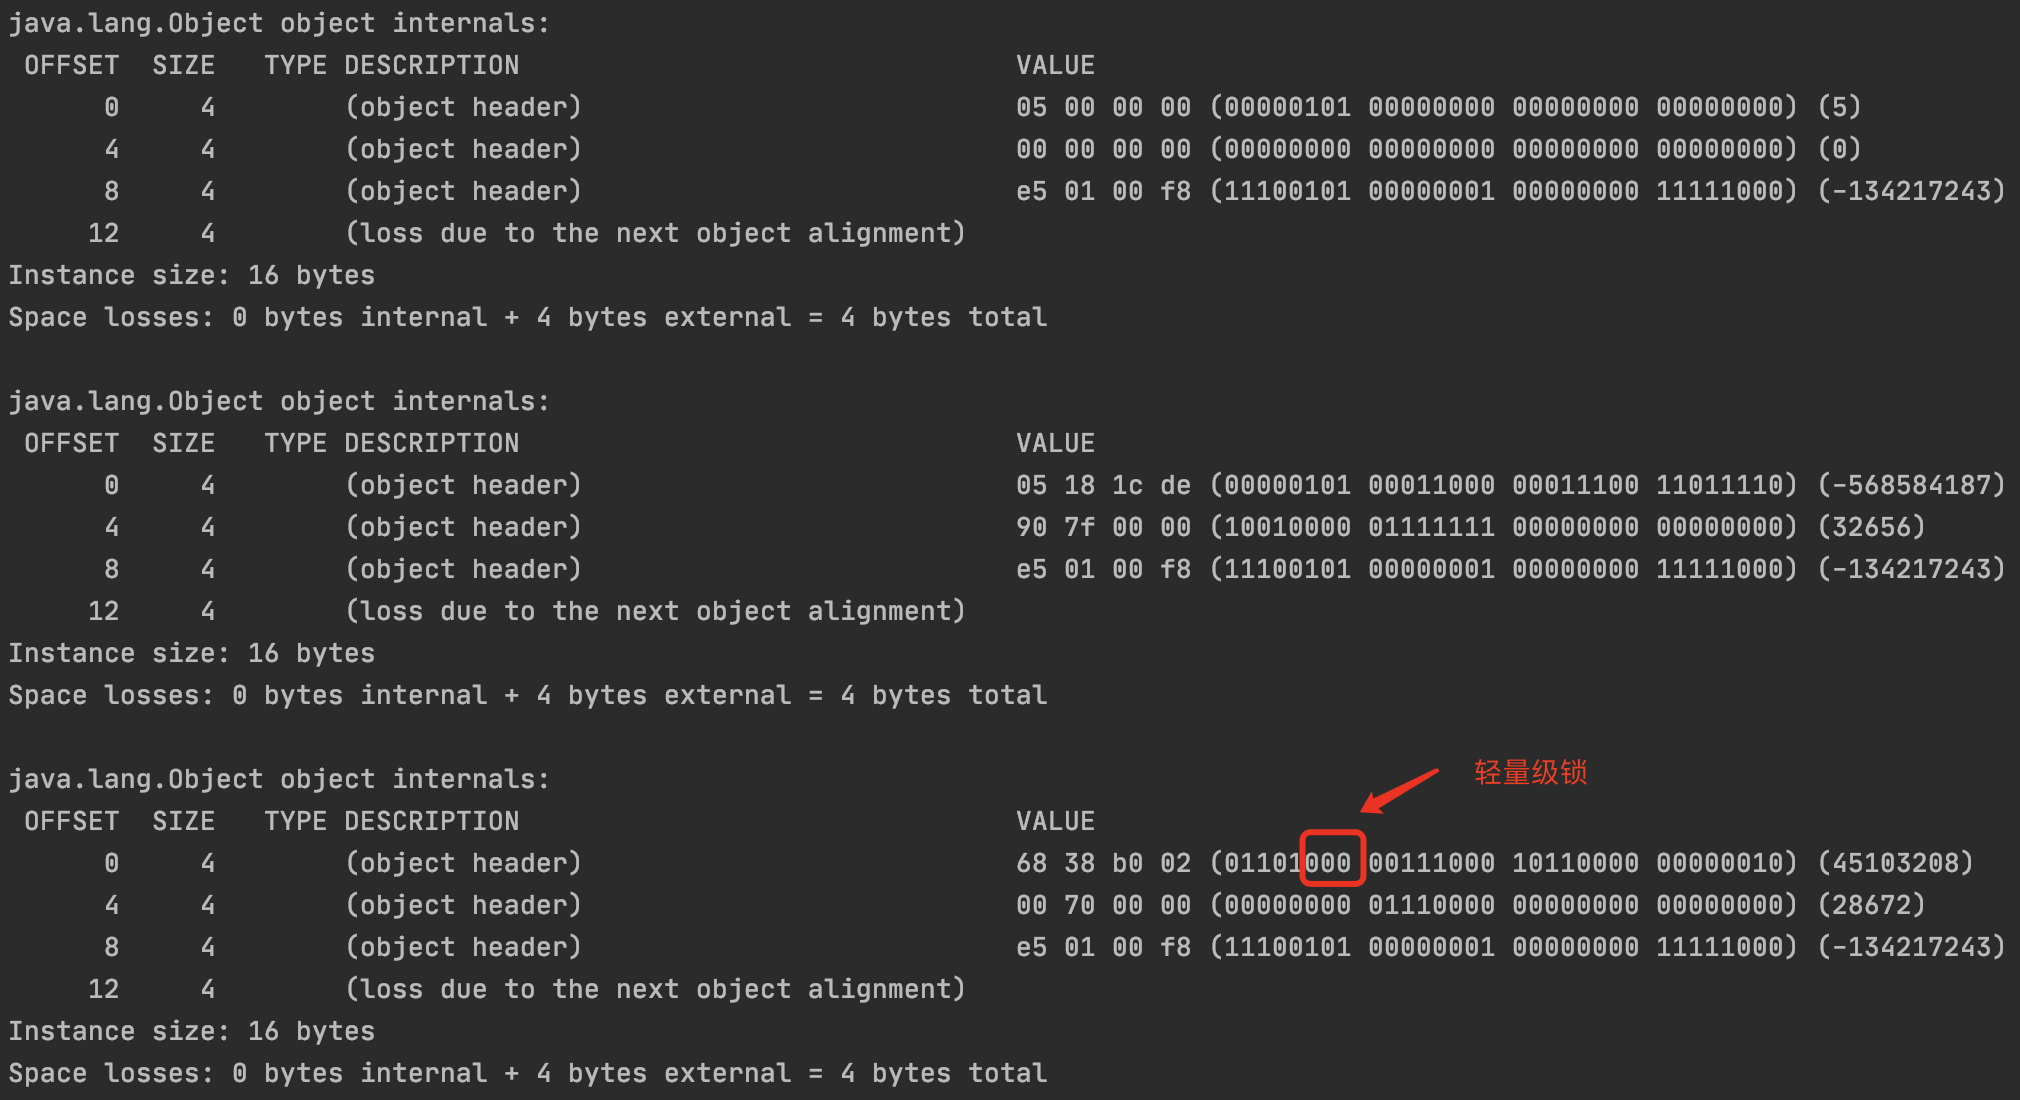 java.lang.Object object internals:
 OFFSET  SIZE   TYPE DESCRIPTION                               VALUE
      0     4        (object header)                           05 00 00 00 (00000101 00000000 00000000 00000000) (5)
      4     4        (object header)                           00 00 00 00 (00000000 00000000 00000000 00000000) (0)
      8     4        (object header)                           e5 01 00 f8 (11100101 00000001 00000000 11111000) (-134217243)
     12     4        (loss due to the next object alignment)
Instance size: 16 bytes
Space losses: 0 bytes internal + 4 bytes external = 4 bytes total
java.lang.Object object internals:
 OFFSET  SIZE   TYPE DESCRIPTION                               VALUE
      0     4        (object header)                           05 18 1c de (00000101 00011000 00011100 11011110) (-568584187)
      4     4        (object header)                           90 7f 00 00 (10010000 01111111 00000000 00000000) (32656)
      8     4        (object header)                           e5 01 00 f8 (11100101 00000001 00000000 11111000) (-134217243)
     12     4        (loss due to the next object alignment)
Instance size: 16 bytes
Space losses: 0 bytes internal + 4 bytes external = 4 bytes total
轻量级锁
java.lang.Object object internals:
 OFFSET  SIZE   TYPE DESCRIPTION                               VALUE
      0     4        (object header)                           68 38 b0 02 (01101000 00111000 10110000 00000010) (45103208)
      4     4        (object header)                           00 70 00 00 (00000000 01110000 00000000 00000000) (28672)
      8     4        (object header)                           e5 01 00 f8 (11100101 00000001 00000000 11111000) (-134217243)
     12     4        (loss due to the next object alignment)
Instance size: 16 bytes
Space losses: 0 bytes internal + 4 bytes external = 4 bytes total